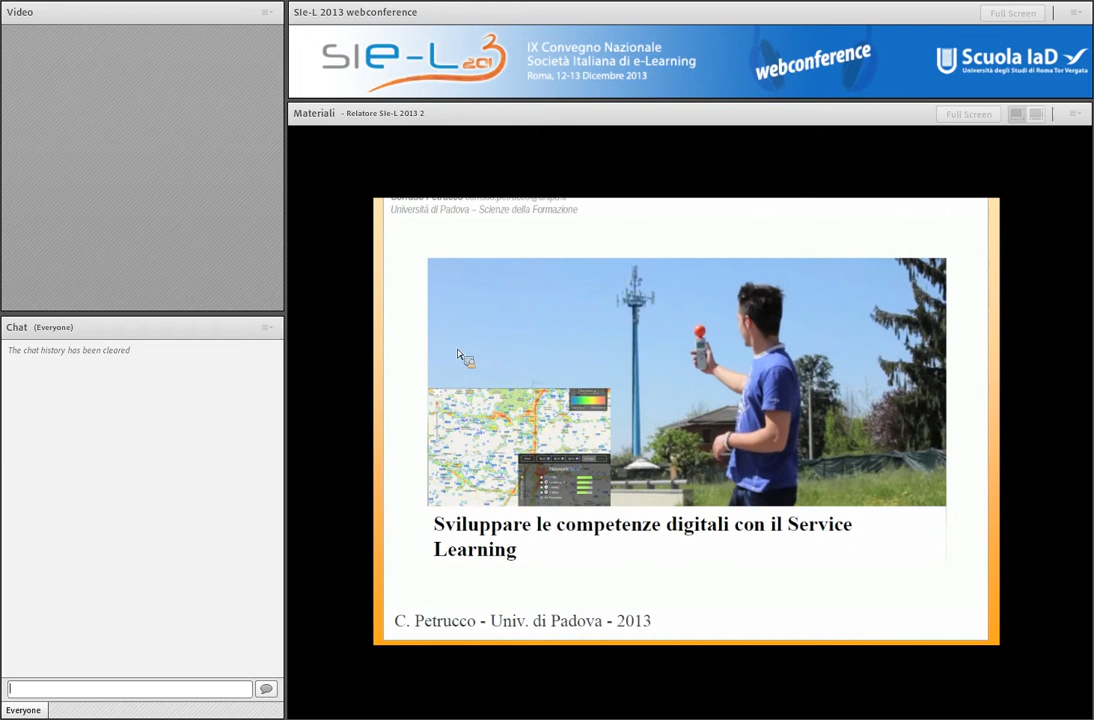 Video
SIe-L 2013 webconference
Full Screen
SIe-L 2013
IX Convegno Nazionale
Società Italiana di e-Learning
Roma, 12-13 Dicembre 2013
webconference
Scuola IaD
Università degli Studi di Roma Tor Vergata
Materiali - Relatore SIe-L 2013 2
Full Screen
Università di Padova – Scienze della Formazione
Network
Sviluppare le competenze digitali con il Service
Learning
C. Petrucco - Univ. di Padova - 2013
Chat (Everyone)
The chat history has been cleared
Everyone